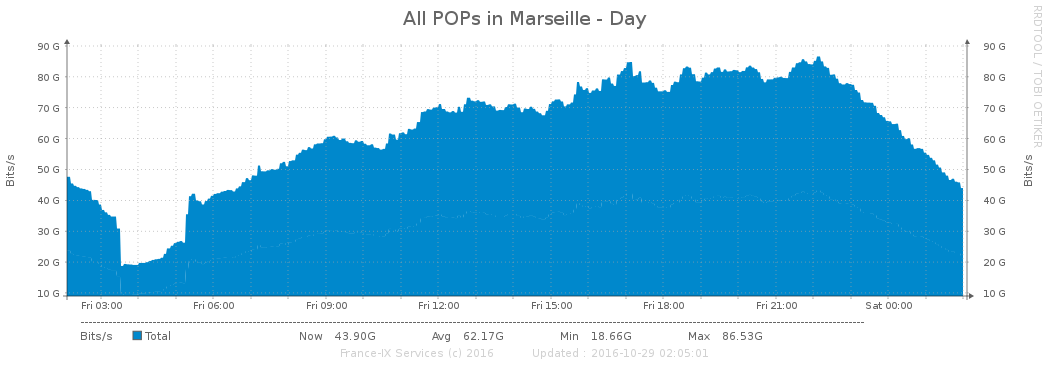 All POPs in Marseille - Day
RRDTOOL / TOBI OETIKER
90 G 90 G
80 G 80 G
70 G 70 G
60 G 60 G
50 G 50 G
40 G 40 G
30 G 30 G
20 G 20 G
10 G 10 G
Bits/s Bits/s
Fri 03:00 Fri 06:00 Fri 09:00 Fri 12:00 Fri 15:00 Fri 18:00 Fri 21:00 Sat 00:00
Bits/s Total Now 43.90G Avg 62.17G Min 18.66G Max 86.53G
France-IX Services (c) 2016 Updated : 2016-10-29 02:05:01